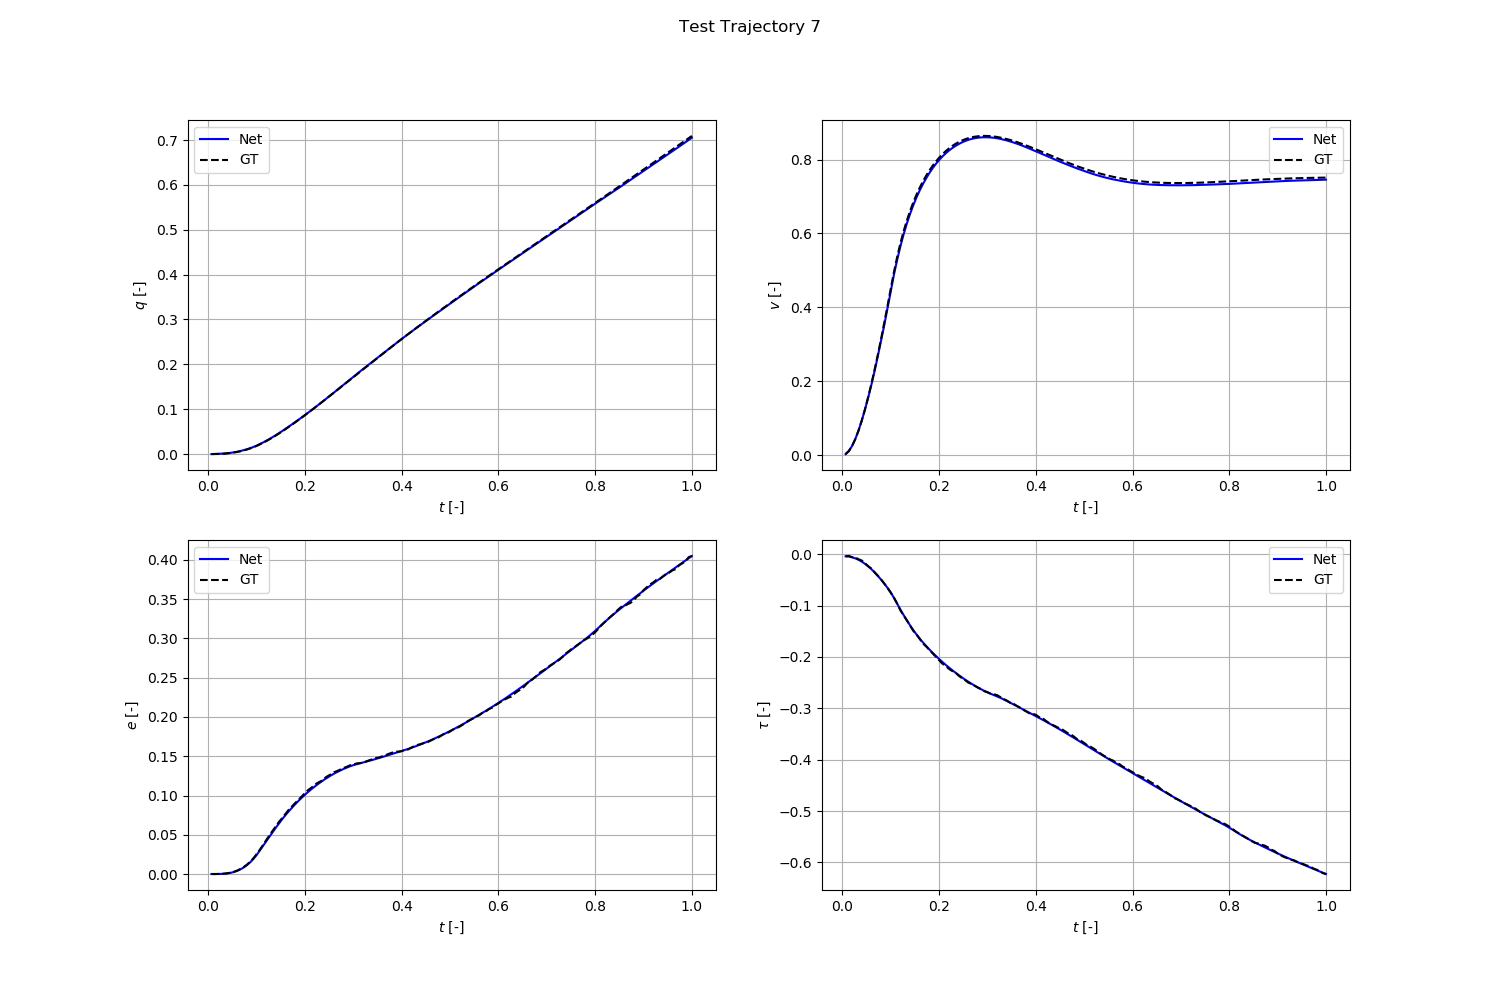 Test Trajectory 7
Net
GT
0.7
0.6
0.5
0.4
0.3
0.2
0.1
0.0
q [-]
0.0 0.2 0.4 0.6 0.8 1.0
t [-]
Net
GT
0.8
0.6
0.4
0.2
0.0
v [-]
0.0 0.2 0.4 0.6 0.8 1.0
t [-]
Net
GT
0.40
0.35
0.30
0.25
0.20
0.15
0.10
0.05
0.00
e [-]
0.0 0.2 0.4 0.6 0.8 1.0
t [-]
Net
GT
0.0
−0.1
−0.2
−0.3
−0.4
−0.5
−0.6
τ [-]
0.0 0.2 0.4 0.6 0.8 1.0
t [-]